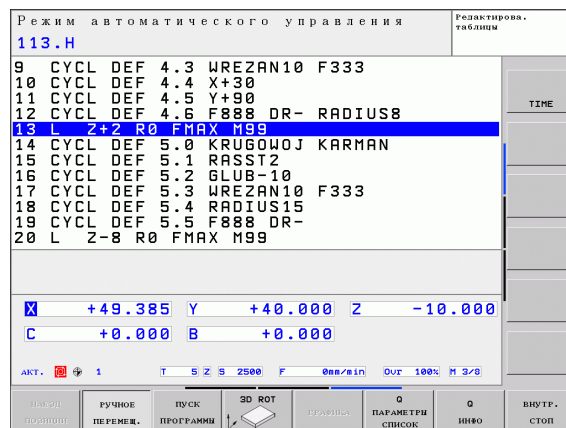 Режим автоматического управления
Редактирова.
таблицы
113.H
9 CYCL DEF 4.3 WREZAN10 F333
10 CYCL DEF 4.4 X+30
11 CYCL DEF 4.5 Y+90
12 CYCL DEF 4.6 F888 DR- RADIUS8
13 L Z+2 R0 FMAX M99
14 CYCL DEF 5.0 KRUGOWOJ KARMAN
15 CYCL DEF 5.1 RASST2
16 CYCL DEF 5.2 GLUB-10
17 CYCL DEF 5.3 WREZAN10 F333
18 CYCL DEF 5.4 RADIUS15
19 CYCL DEF 5.5 F888 DR-
20 L Z-8 R0 FMAX M99
TIME
X +49.385 Y +40.000 Z -10.000
C +0.000 B +0.000
АКТ. 1 T 5 Z S 2500 F 0mm/min Ovr 100% M 3/8
НАЕОД ПОЗИЦИИ
РУЧНОЕ ПЕРЕМЕЩ.
ПУСК ПРОГРАММЫ
3D ROT
ГРАФИКА
Q ПАРАМЕТРЫ СПИСОК
Q ИНФО
ВНУТР. СТОП